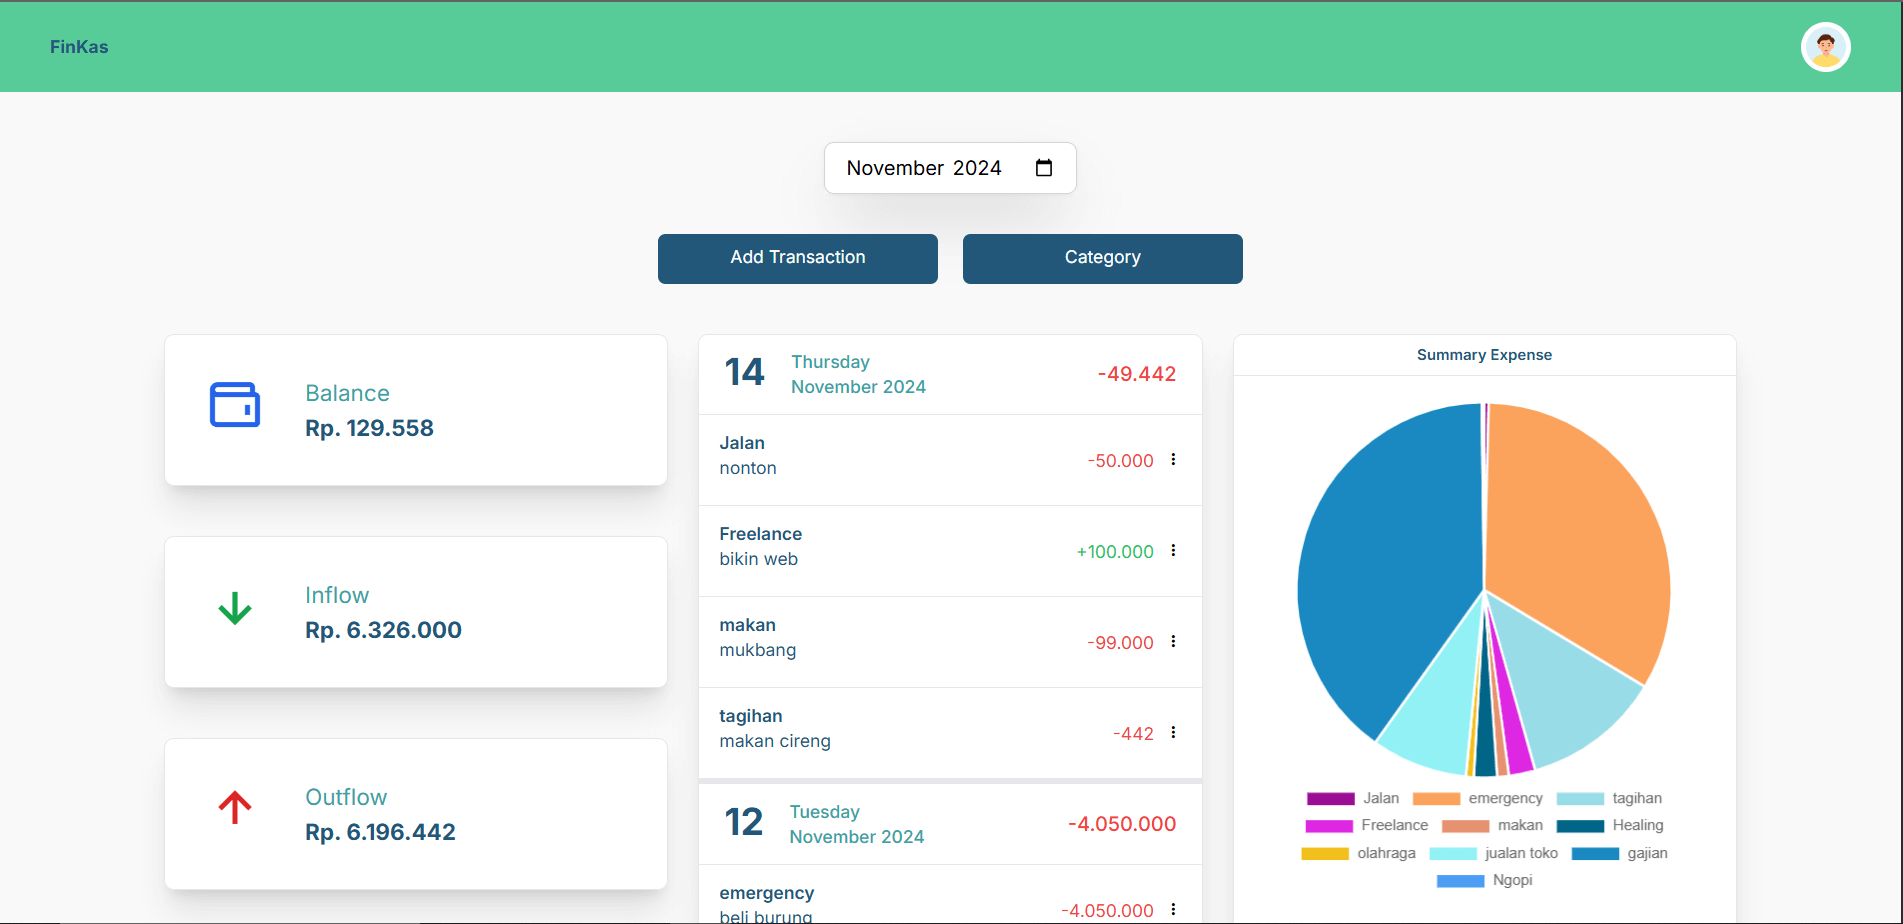 FinKas
November 2024
Add Transaction
Category
Balance
Rp. 129.558
Inflow
Rp. 6.326.000
Outflow
Rp. 6.196.442
14
Thursday
November 2024
-49.442
Jalan
nonton
-50.000
Freelance
bikin web
+100.000
makan
mukbang
-99.000
tagihan
makan cireng
-442
12
Tuesday
November 2024
-4.050.000
emergency
beli burung
-4.050.000
Summary Expense
Jalan emergency tagihan
Freelance makan Healing
olahraga jualan toko gajian
Ngopi